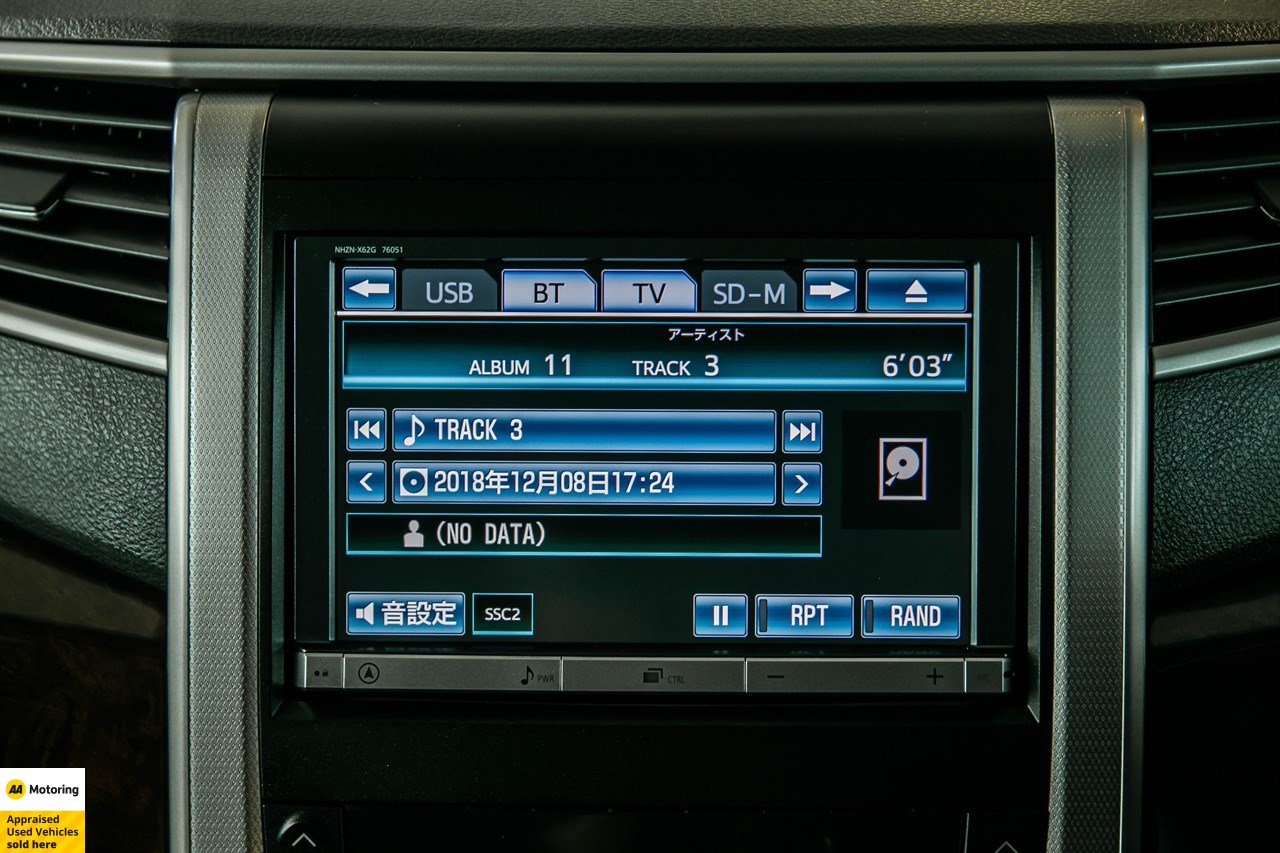 NHZN-X62G 76051
USB BT TV SD-M
アーティスト
ALBUM 11 TRACK 3 6'03"
TRACK 3
2018年12月08日17:24
(NO DATA)
音設定 SSC2 RPT RAND
PWR CTRL
AA Motoring
Appraised
Used Vehicles
sold here